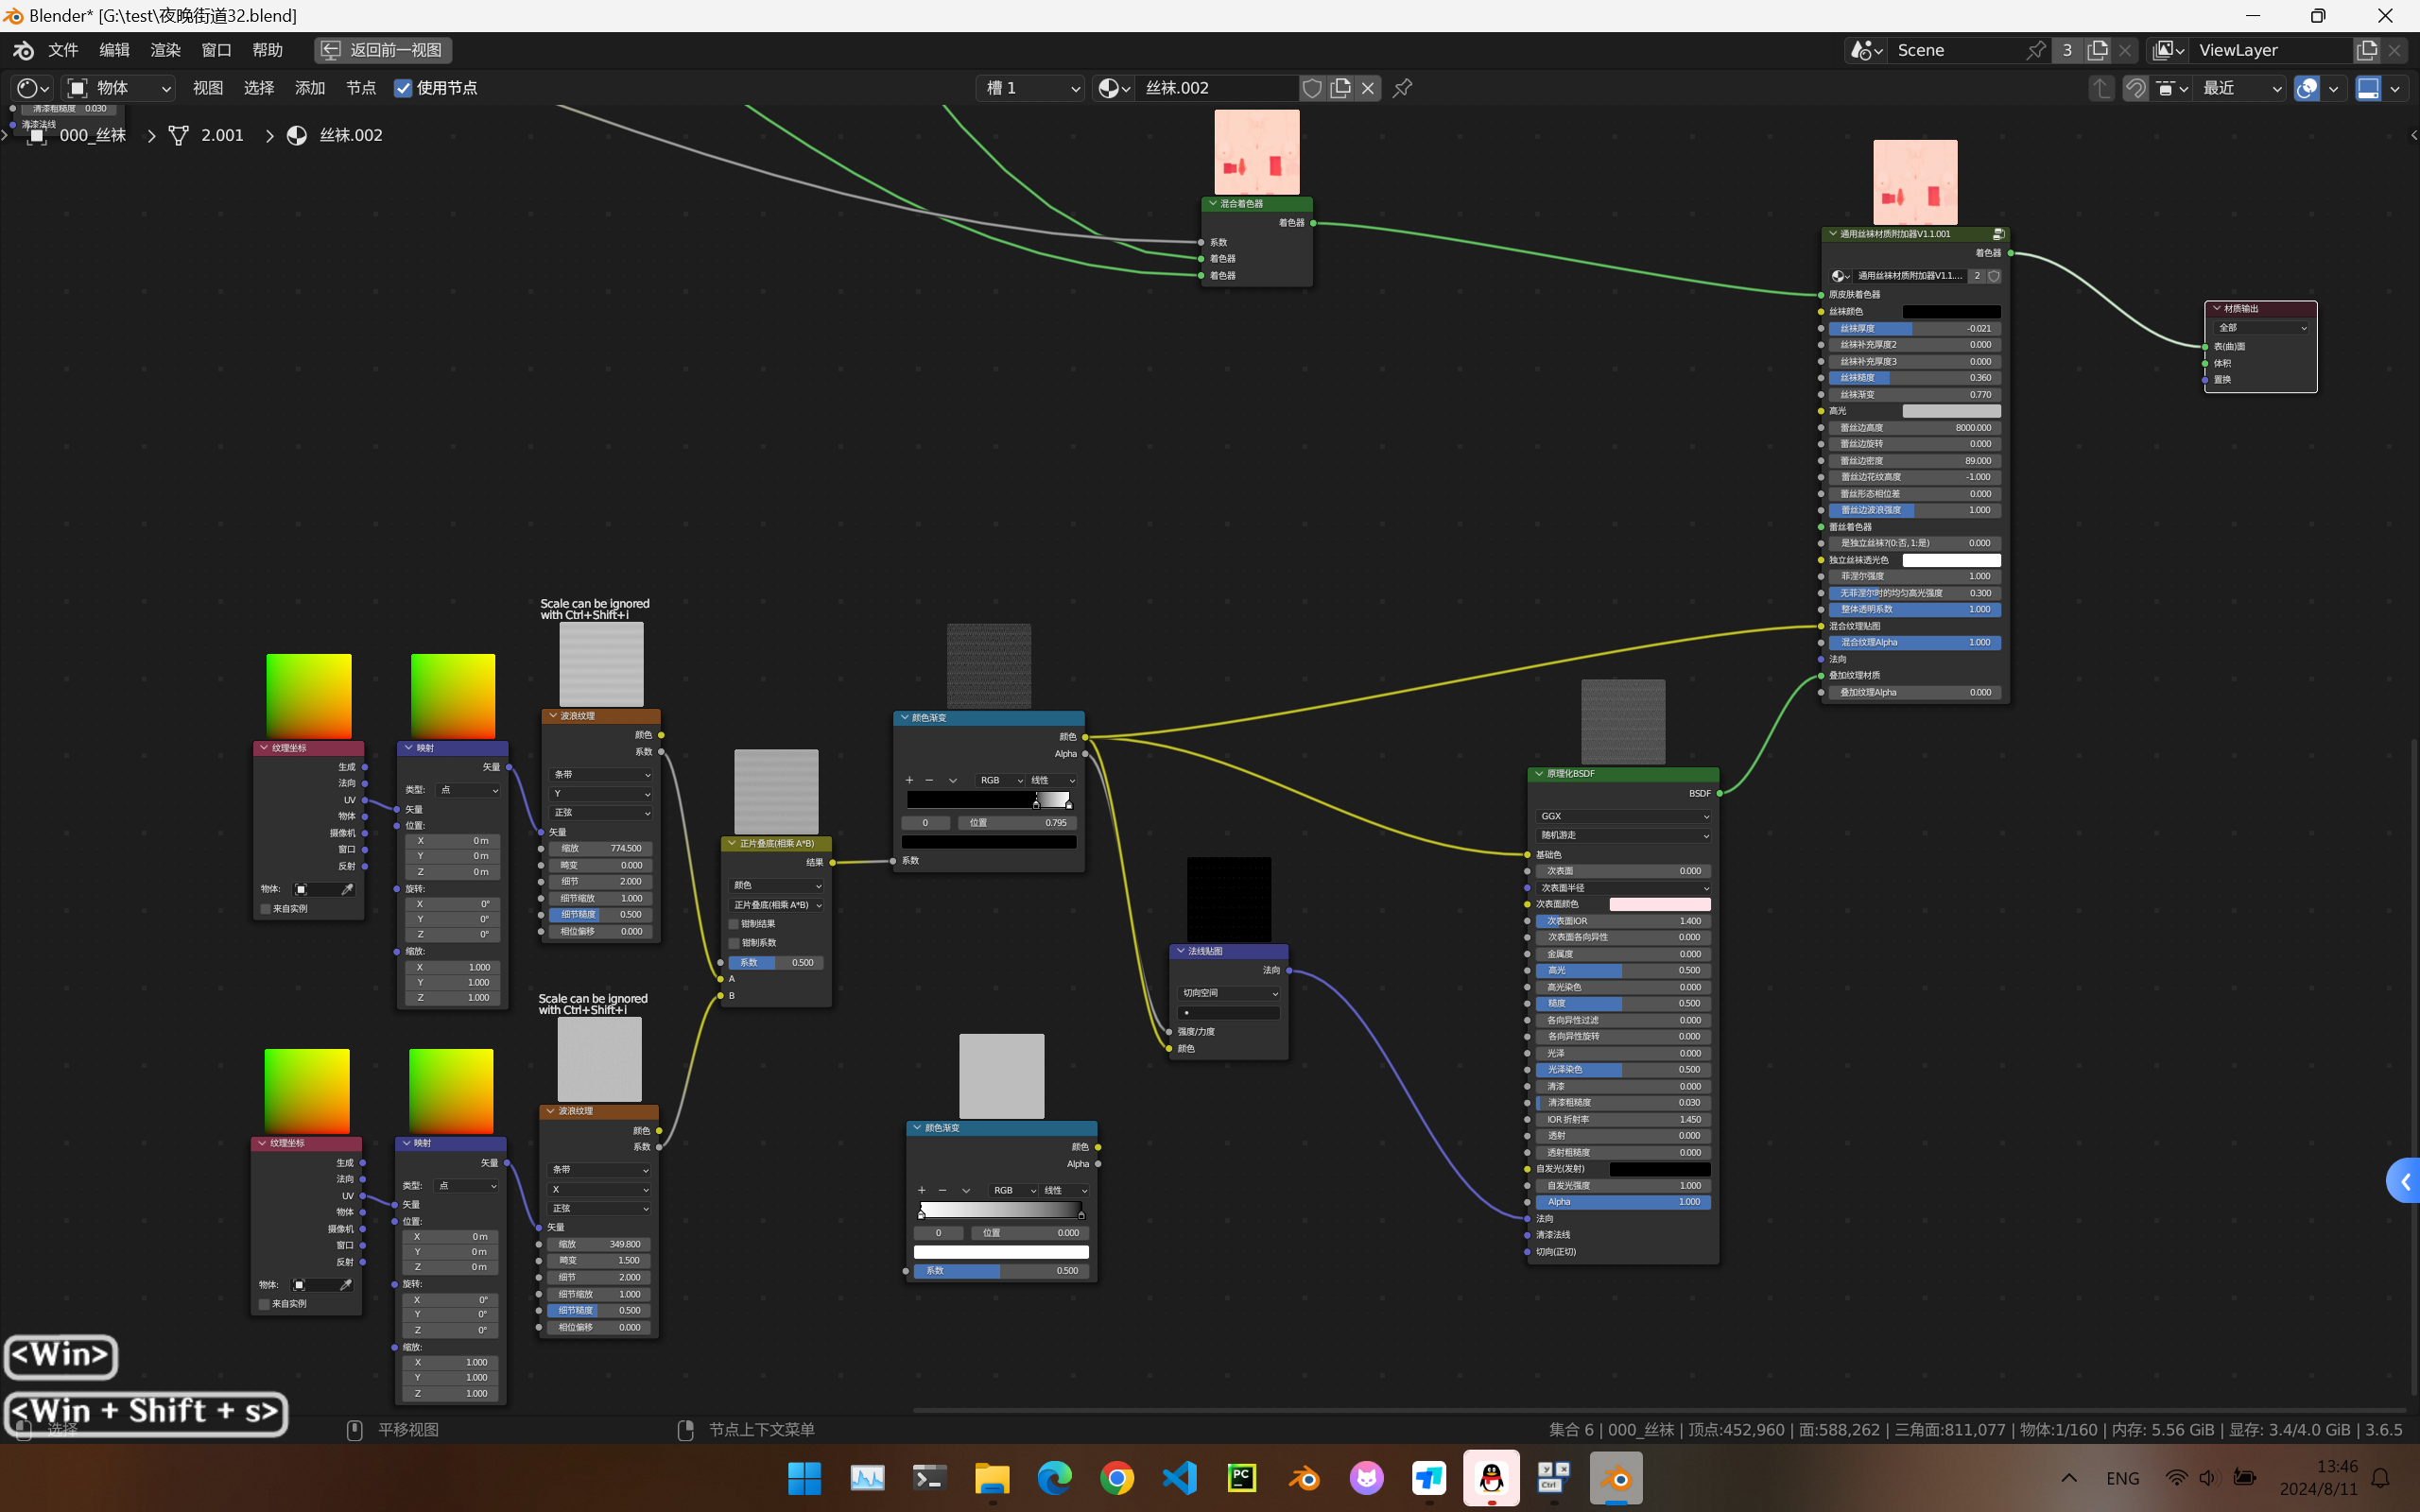 Blender* [G:\test\夜晚街道32.blend]
文件 编辑 渲染 窗口 帮助 返回前一视图 Scene 3 ViewLayer
物体 视图 选择 添加 节点 使用节点 槽 1 丝袜.002 最近
清漆粗糙度 0.030
清漆法线
000_丝袜 2.001 丝袜.002
混合着色器
着色器
系数
着色器
着色器
通用丝袜材质附加器V1.1.001
着色器
通用丝袜材质附加器V1.1.... 2
原皮肤着色器
丝袜颜色
丝袜厚度 -0.021
丝袜补充厚度2 0.000
丝袜补充厚度3 0.000
丝袜糙度 0.360
丝袜渐变 0.770
高光
蕾丝边高度 8000.000
蕾丝边旋转 0.000
蕾丝边密度 89.000
蕾丝边花纹高度 -1.000
蕾丝形态相位差 0.000
蕾丝边波浪强度 1.000
蕾丝着色器
是独立丝袜?(0:否, 1:是) 0.000
独立丝袜透光色
菲涅尔强度 1.000
无菲涅尔时的均匀高光强度 0.300
整体透明系数 1.000
混合纹理贴图
混合纹理Alpha 1.000
法向
叠加纹理材质
叠加纹理Alpha 0.000
材质输出
全部
表(曲)面
体积
置换
纹理坐标
生成
法向
UV
物体
摄像机
窗口
反射
物体:
来自实例
映射
矢量
类型: 点
矢量
位置:
X 0 m
Y 0 m
Z 0 m
旋转:
X 0°
Y 0°
Z 0°
缩放:
X 1.000
Y 1.000
Z 1.000
Scale can be ignored
with Ctrl+Shift+i
波浪纹理
颜色
系数
条带
Y
正弦
矢量
缩放 774.500
畸变 0.000
细节 2.000
细节缩放 1.000
细节糙度 0.500
相位偏移 0.000
正片叠底(相乘 A*B)
结果
颜色
正片叠底(相乘 A*B)
钳制结果
钳制系数
系数 0.500
A
B
颜色渐变
颜色
Alpha
RGB 线性
0 位置 0.795
系数
法线贴图
法向
切向空间
强度/力度
颜色
原理化BSDF
BSDF
GGX
随机游走
基础色
次表面 0.000
次表面半径
次表面颜色
次表面IOR 1.400
次表面各向异性 0.000
金属度 0.000
高光 0.500
高光染色 0.000
糙度 0.500
各向异性过滤 0.000
各向异性旋转 0.000
光泽 0.000
光泽染色 0.500
清漆 0.000
清漆粗糙度 0.030
IOR 折射率 1.450
透射 0.000
透射粗糙度 0.000
自发光(发射)
自发光强度 1.000
Alpha 1.000
法向
清漆法线
切向(正切)
纹理坐标
生成
法向
UV
物体
摄像机
窗口
反射
物体:
来自实例
映射
矢量
类型: 点
矢量
位置:
X 0 m
Y 0 m
Z 0 m
旋转:
X 0°
Y 0°
Z 0°
缩放:
X 1.000
Y 1.000
Z 1.000
Scale can be ignored
with Ctrl+Shift+i
波浪纹理
颜色
系数
条带
X
正弦
矢量
缩放 349.800
畸变 1.500
细节 2.000
细节缩放 1.000
细节糙度 0.500
相位偏移 0.000
颜色渐变
颜色
Alpha
RGB 线性
0 位置 0.000
系数 0.500
<Win>
<Win + Shift + s>
选择 平移视图 节点上下文菜单 集合 6 | 000_丝袜 | 顶点:452,960 | 面:588,262 | 三角面:811,077 | 物体:1/160 | 内存: 5.56 GiB | 显存: 3.4/4.0 GiB | 3.6.5
PC
y x
Ctrl
ENG
13:46
2024/8/11